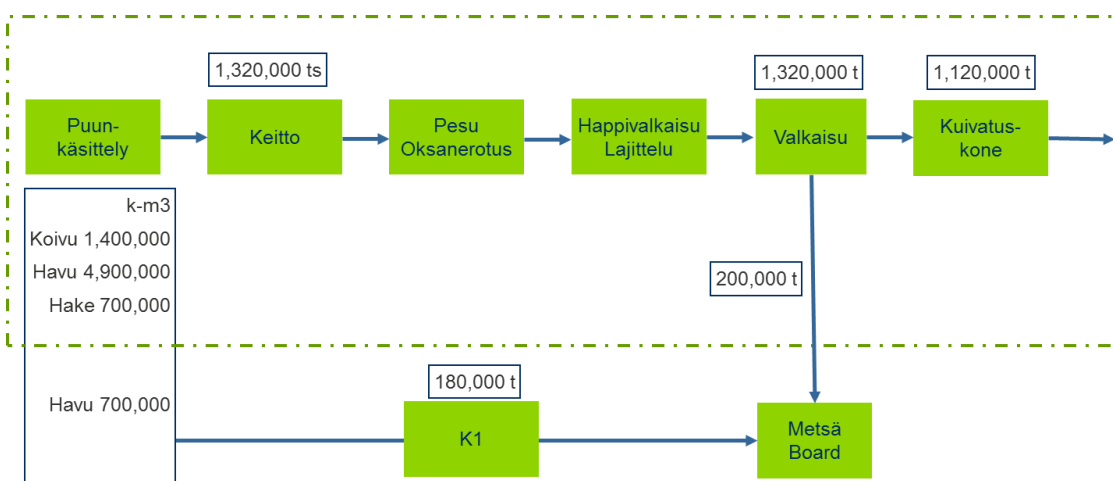 1,320,000 ts
1,320,000 t
1,120,000 t
Puun-
käsittely
Keitto
Pesu
Oksanerotus
Happivalkaisu
Lajittelu
Valkaisu
Kuivatus-
kone
k-m3
Koivu 1,400,000
Havu 4,900,000
Hake 700,000
200,000 t
Havu 700,000
180,000 t
K1
Metsä
Board